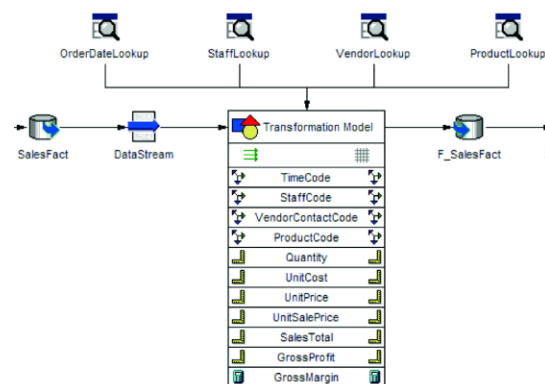 OrderDateLookup StaffLookup VendorLookup ProductLookup
SalesFact DataStream Transformation Model F_SalesFact
TimeCode
StaffCode
VendorContactCode
ProductCode
Quantity
UnitCost
UnitPrice
UnitSalePrice
SalesTotal
GrossProfit
GrossMargin